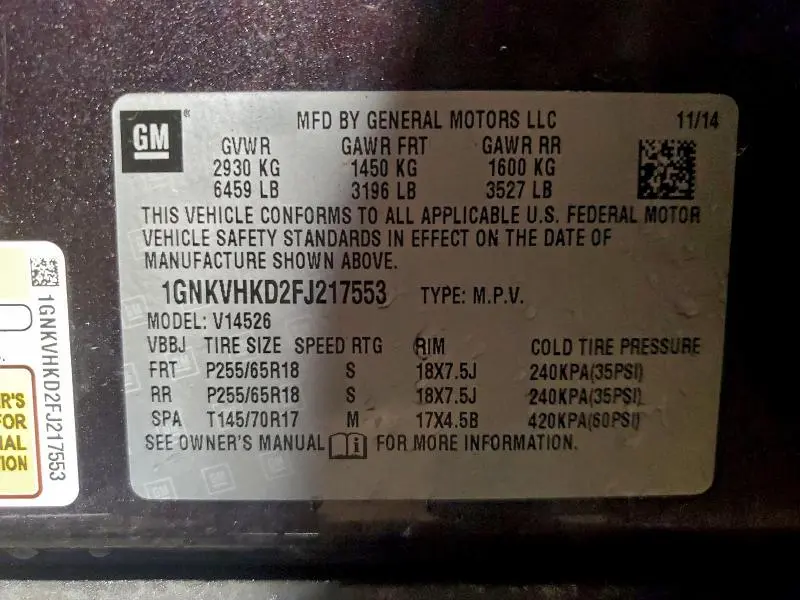 GM
MFD BY GENERAL MOTORS LLC 11/14
GVWR GAWR FRT GAWR RR
2930 KG 1450 KG 1600 KG
6459 LB 3196 LB 3527 LB
THIS VEHICLE CONFORMS TO ALL APPLICABLE U.S. FEDERAL MOTOR
VEHICLE SAFETY STANDARDS IN EFFECT ON THE DATE OF
MANUFACTURE SHOWN ABOVE.
1GNKVHKD2FJ217553 TYPE: M.P.V.
MODEL: V14526
VBBJ TIRE SIZE SPEED RTG RIM COLD TIRE PRESSURE
FRT P255/65R18 S 18X7.5J 240KPA(35PSI)
RR P255/65R18 S 18X7.5J 240KPA(35PSI)
SPA T145/70R17 M 17X4.5B 420KPA(60PSI)
SEE OWNER'S MANUAL FOR MORE INFORMATION.
1GNKVHKD2FJ217553
R'S
FOR